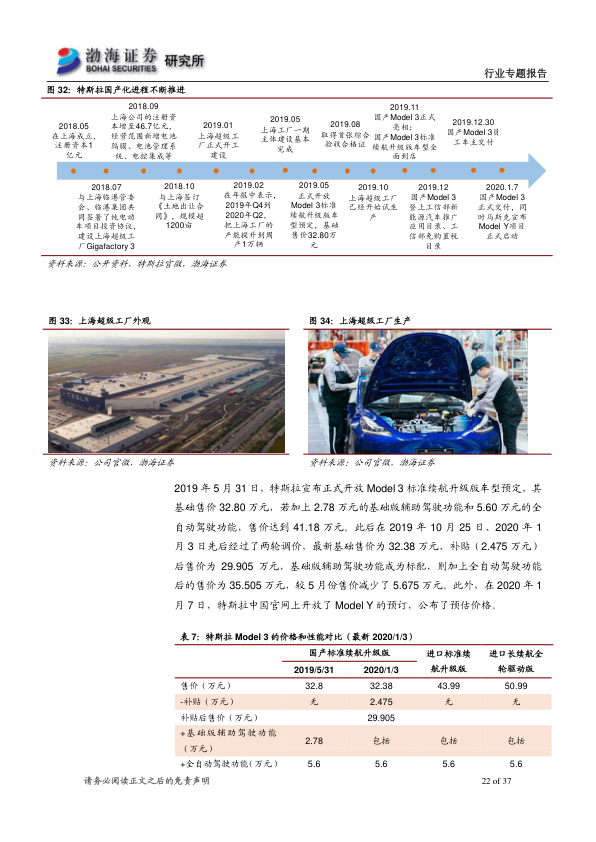 渤海证券
BOHAI SECURITIES
研究所
行业专题报告
图 32：特斯拉国产化进程不断推进
2018.05
在上海成立，
注册资本1
亿元
2018.09
上海公司的注册资
本增至46.7亿元，
经营范围新增电池
隔膜、电池管理系
统、电控集成等
2019.01
上海超级工
厂正式开工
建设
2019.05
上海工厂一期
主体建设基本
完成
2019.08
取得首张综合
验收合格证
2019.11
国产Model 3正式
亮相；
国产Model 3标准
续航升级版车型全
面到店
2019.12.30
国产Model 3员
工车主交付
2018.07
与上海临港管委
会、临港集团共
同签署了纯电动
车项目投资协议，
建设上海超级工
厂Gigafactory 3
2018.10
与上海签订
《土地出让合
同》，规模超
1200亩
2019.02
在年报中表示，
2019年Q4到
2020年Q2，
把上海工厂的
产能提升到周
产1万辆
2019.05
正式开放
Model 3标准
续航升级版车
型预定，基础
售价32.80万
元
2019.10
上海超级工厂
已经开始试生
产
2019.12
国产Model 3
登上工信部新
能源汽车推广
应用目录、工
信部免购置税
目录
2020.1.7
国产Model 3
正式交付，同
时马斯克宣布
Model Y项目
正式启动
资料来源：公开资料，特斯拉官微，渤海证券
图 33：上海超级工厂外观
图 34：上海超级工厂生产
TESLA
资料来源：公司官微，渤海证券
资料来源：公司官微，渤海证券
2019 年 5 月 31 日，特斯拉宣布正式开放 Model 3 标准续航升级版车型预定，其
基础售价 32.80 万元，若加上 2.78 万元的基础版辅助驾驶功能和 5.60 万元的全
自动驾驶功能，售价达到 41.18 万元。此后在 2019 年 10 月 25 日、2020 年 1
月 3 日先后经过了两轮调价，最新基础售价为 32.38 万元，补贴（2.475 万元）
后售价为 29.905 万元，基础版辅助驾驶功能成为标配，则加上全自动驾驶功能
后的售价为 35.505 万元，较 5 月份售价减少了 5.675 万元。此外，在 2020 年 1
月 7 日，特斯拉中国官网上开放了 Model Y 的预订，公布了预估价格。
表 7：特斯拉 Model 3 的价格和性能对比（最新 2020/1/3）
国产标准续航升级版 进口标准续航升级版 进口长续航全轮驱动版
2019/5/31 2020/1/3
售价（万元） 32.8 32.38 43.99 50.99
-补贴（万元） 无 2.475 无 无
补贴后售价（万元） 29.905
+基础版辅助驾驶功能
（万元） 2.78 包括 包括 包括
+全自动驾驶功能（万元） 5.6 5.6 5.6 5.6
请务必阅读正文之后的免责声明 22 of 37